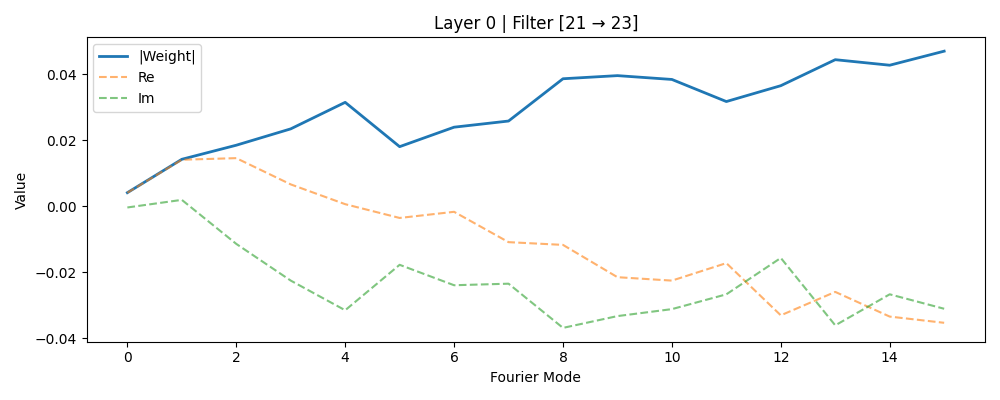 Layer 0 | Filter [21 → 23]
|Weight|
Re
Im
Value
0.04
0.02
0.00
−0.02
−0.04
0 2 4 6 8 10 12 14
Fourier Mode